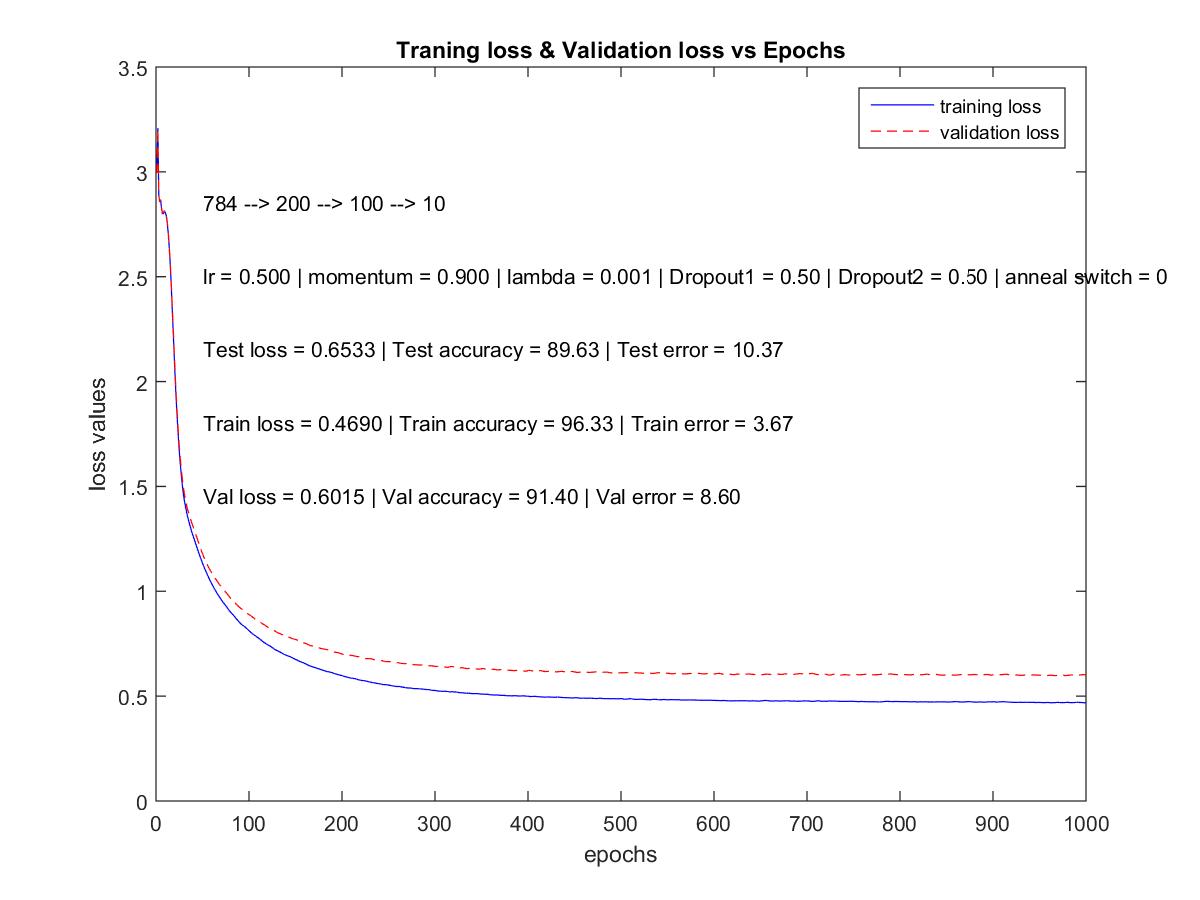 Traning loss & Validation loss vs Epochs
3.5
3
2.5
2
1.5
1
0.5
0
loss values
training loss
validation loss
784 --> 200 --> 100 --> 10
lr = 0.500 | momentum = 0.900 | lambda = 0.001 | Dropout1 = 0.50 | Dropout2 = 0.50 | anneal switch = 0
Test loss = 0.6533 | Test accuracy = 89.63 | Test error = 10.37
Train loss = 0.4690 | Train accuracy = 96.33 | Train error = 3.67
Val loss = 0.6015 | Val accuracy = 91.40 | Val error = 8.60
0 100 200 300 400 500 600 700 800 900 1000
epochs